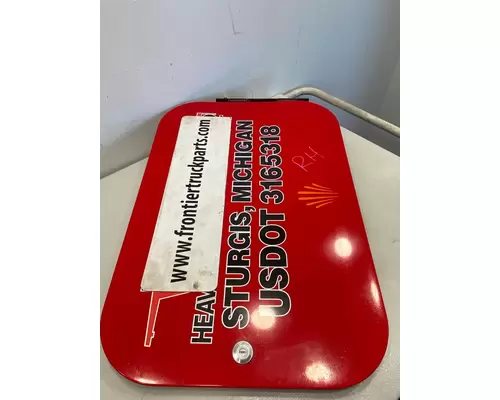 www.frontiertruckparts.com
HEAV
STURGIS, MICHIGAN
USDOT 3165318
RH